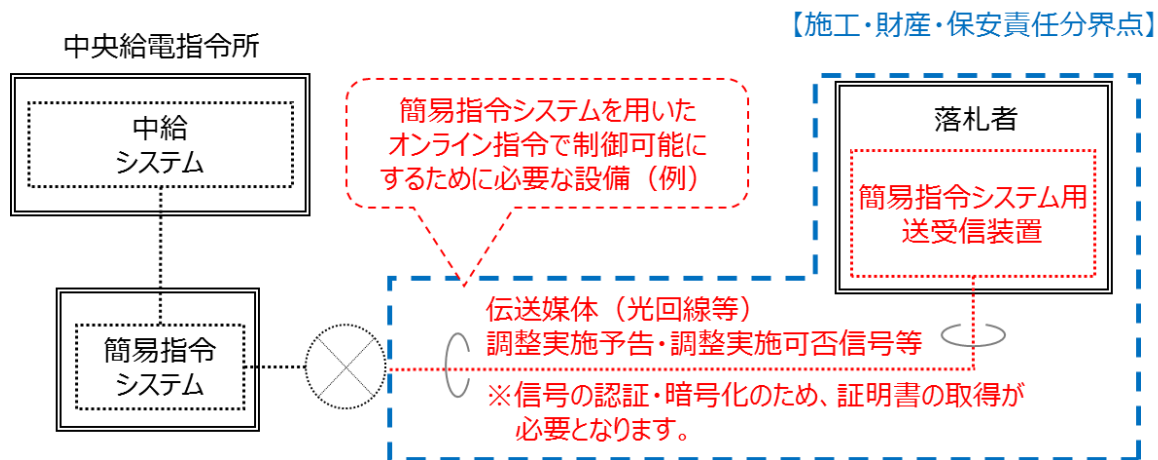 【施工・財産・保安責任分界点】
中央給電指令所
中給
システム
簡易指令システムを用いた
オンライン指令で制御可能に
するために必要な設備（例）
落札者
簡易指令システム用
送受信装置
簡易指令
システム
伝送媒体（光回線等）
調整実施予告・調整実施可否信号等
※信号の認証・暗号化のため、証明書の取得が
必要となります。